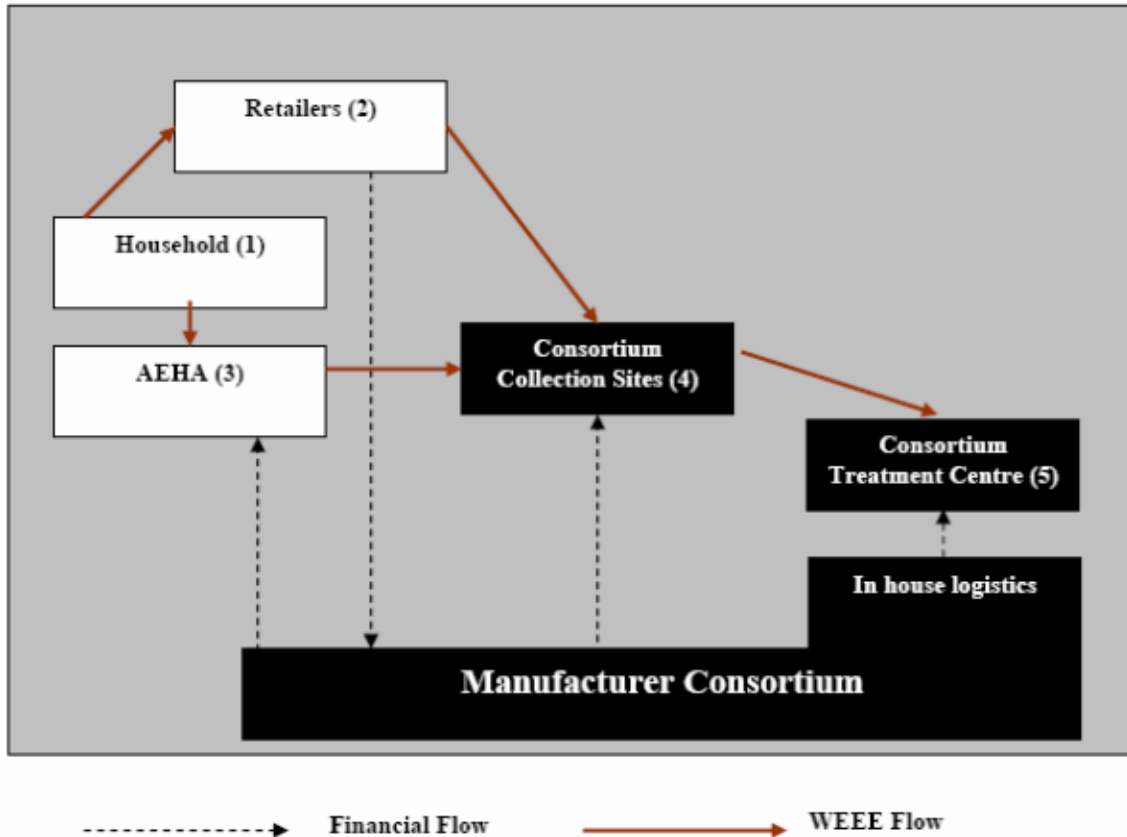 Retailers (2)
Household (1)
AEHA (3)
Consortium
Collection Sites (4)
Consortium
Treatment Centre (5)
In house logistics
Manufacturer Consortium
Financial Flow
WEEE Flow